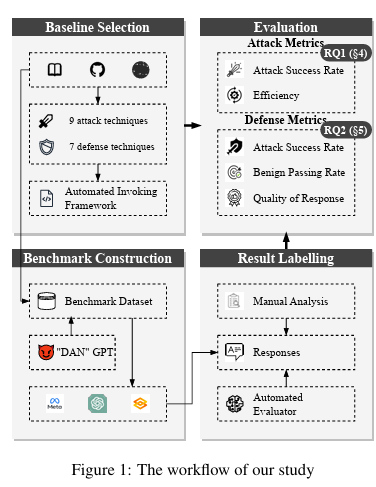 Baseline Selection
9 attack techniques
7 defense techniques
Automated Invoking
Framework
Evaluation
Attack Metrics
RQ1 (§4)
Attack Success Rate
Efficiency
Defense Metrics
RQ2 (§5)
Attack Success Rate
Benign Passing Rate
Quality of Response
Benchmark Construction
Benchmark Dataset
"DAN" GPT
Meta
Result Labelling
Manual Analysis
Responses
Automated
Evaluator
Figure 1: The workflow of our study